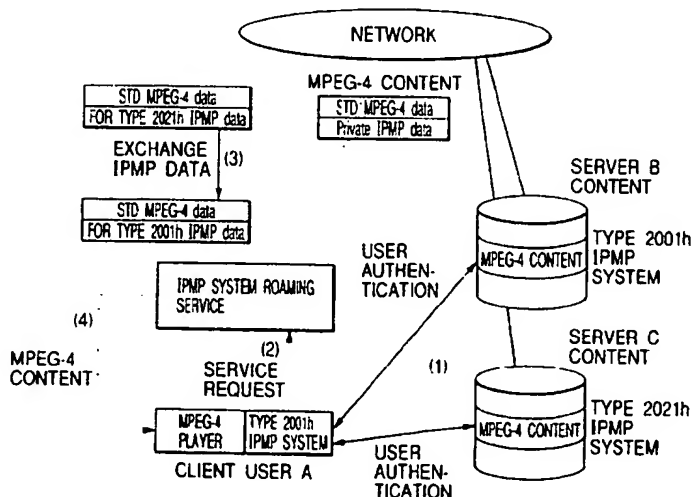 NETWORK
MPEG-4 CONTENT
STD MPEG-4 data
Private IPMP data
STD MPEG-4 data
FOR TYPE 2021h IPMP data
EXCHANGE
IPMP DATA
(3)
STD MPEG-4 data
FOR TYPE 2001h IPMP data
SERVER B
CONTENT
TYPE 2001h
IPMP
SYSTEM
MPEG-4 CONTENT
USER
AUTHEN-
TICATION
IPMP SYSTEM ROAMING
SERVICE
(4)
MPEG-4
CONTENT
(2)
SERVICE
REQUEST
(1)
SERVER C
CONTENT
TYPE 2021h
IPMP
SYSTEM
MPEG-4 CONTENT
MPEG-4
PLAYER
TYPE 2001h
IPMP SYSTEM
CLIENT USER A
USER
AUTHEN-
TICATION